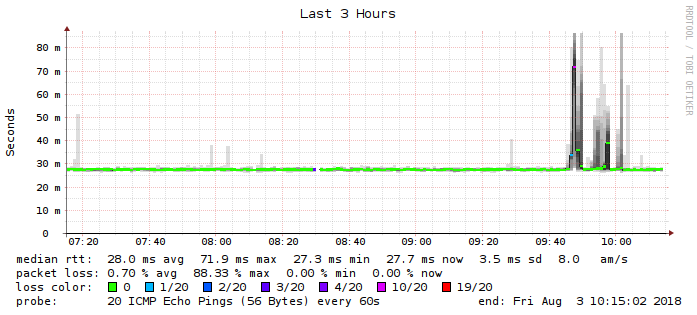 Last 3 Hours
RRDTOOL / TOBI OETIKER
Seconds
80 m
70 m
60 m
50 m
40 m
30 m
20 m
10 m
0
07:20 07:40 08:00 08:20 08:40 09:00 09:20 09:40 10:00
median rtt: 28.0 ms avg 71.9 ms max 27.3 ms min 27.7 ms now 3.5 ms sd 8.0 am/s
packet loss: 0.70 % avg 88.33 % max 0.00 % min 0.00 % now
loss color: 0 1/20 2/20 3/20 4/20 10/20 19/20
probe: 20 ICMP Echo Pings (56 Bytes) every 60s end: Fri Aug 3 10:15:02 2018